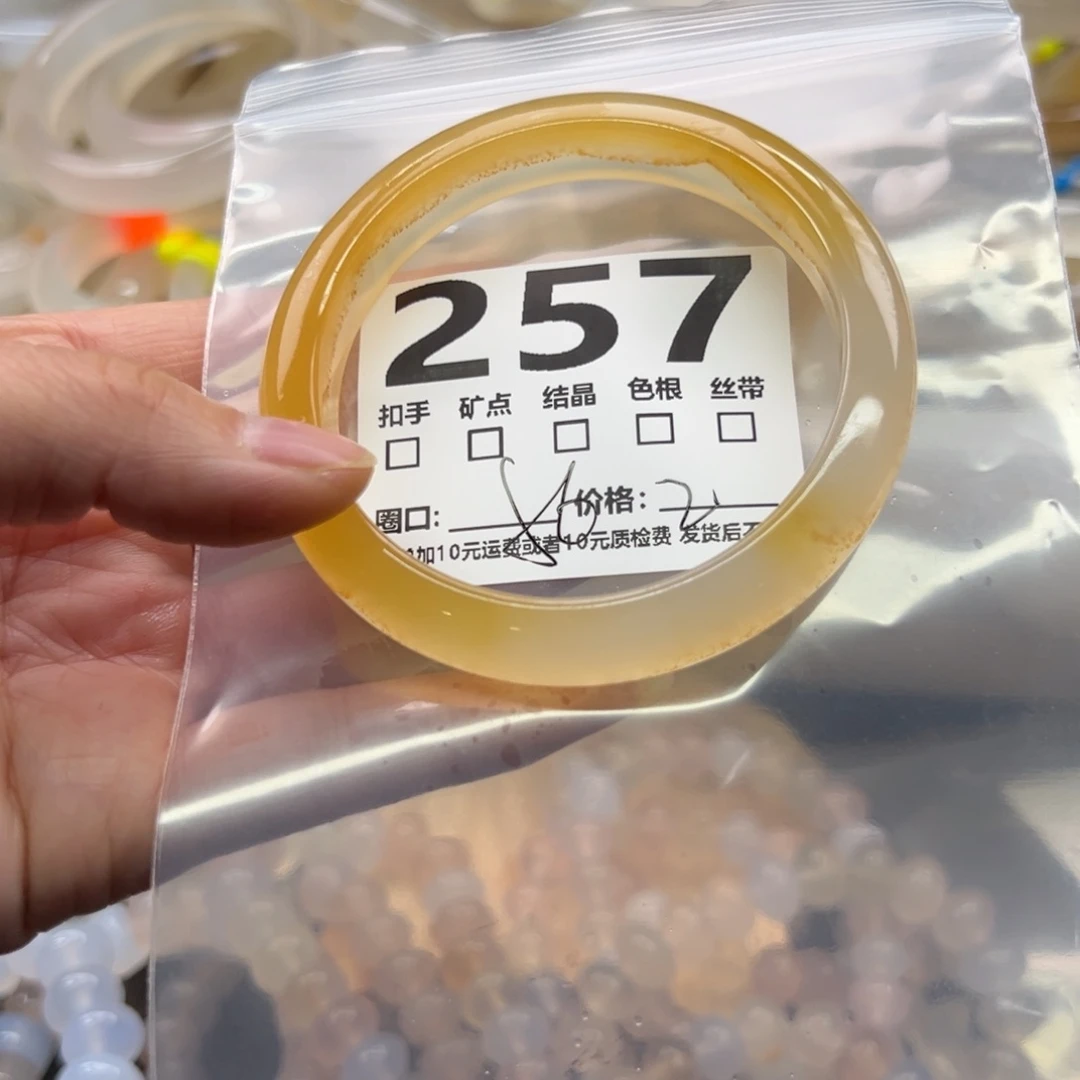 257
扣手 矿点 结晶 色根 丝带
圈口: 价格:
加10元运费或者10元质检费 发货后不